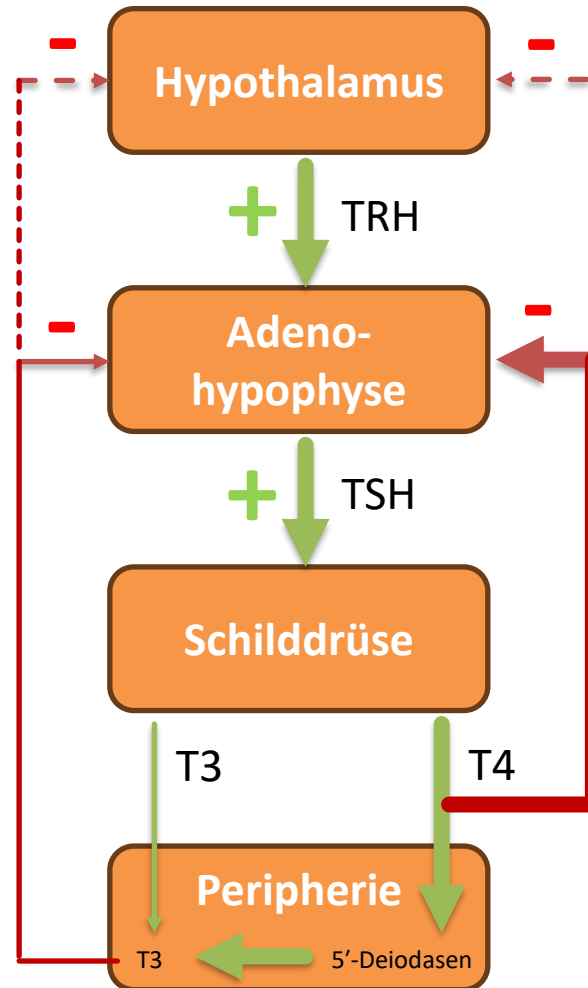 - -
Hypothalamus
+ TRH
- -
Adeno-
hypophyse
+ TSH
Schilddrüse
T3 T4
Peripherie
T3 5′-Deiodasen